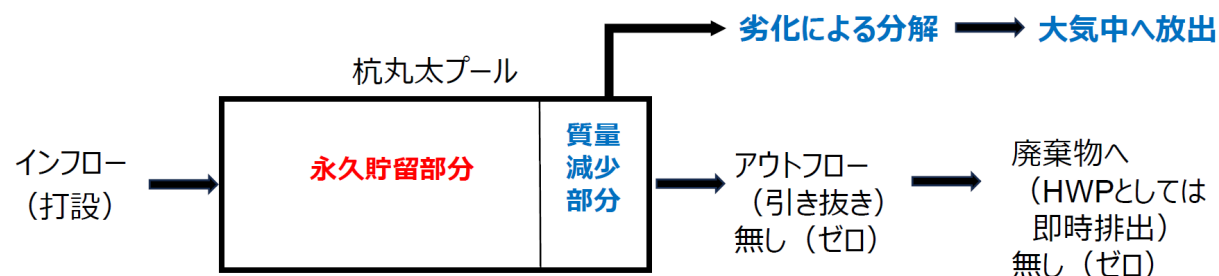 劣化による分解
大気中へ放出
杭丸太プール
インフロー
（打設）
永久貯留部分
質量
減少
部分
アウトフロー
（引き抜き）
無し（ゼロ）
廃棄物へ
（HWPとしては
即時排出）
無し（ゼロ）